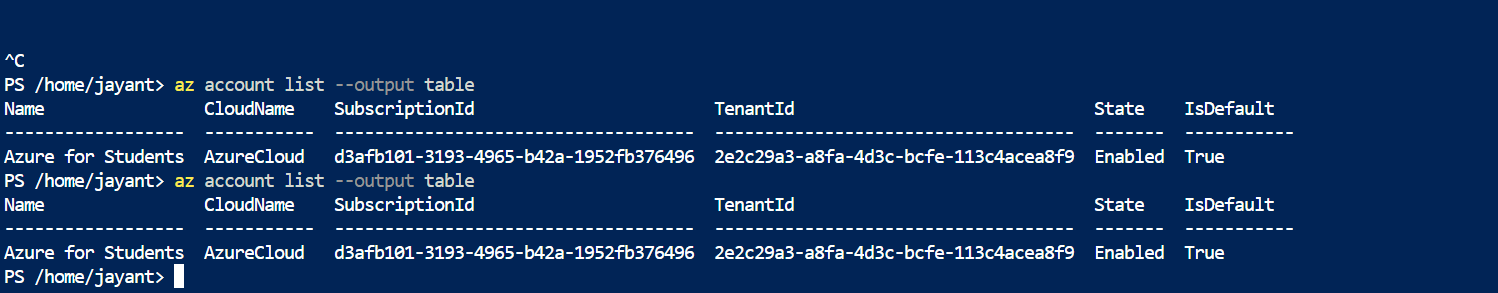 ^C
PS /home/jayant> az account list --output table
Name                CloudName    SubscriptionId                        TenantId                              State    IsDefault
------------------  -----------  ------------------------------------  ------------------------------------  -------  -----------
Azure for Students  AzureCloud   d3afb101-3193-4965-b42a-1952fb376496  2e2c29a3-a8fa-4d3c-bcfe-113c4acea8f9  Enabled  True
PS /home/jayant> az account list --output table
Name                CloudName    SubscriptionId                        TenantId                              State    IsDefault
------------------  -----------  ------------------------------------  ------------------------------------  -------  -----------
Azure for Students  AzureCloud   d3afb101-3193-4965-b42a-1952fb376496  2e2c29a3-a8fa-4d3c-bcfe-113c4acea8f9  Enabled  True
PS /home/jayant>